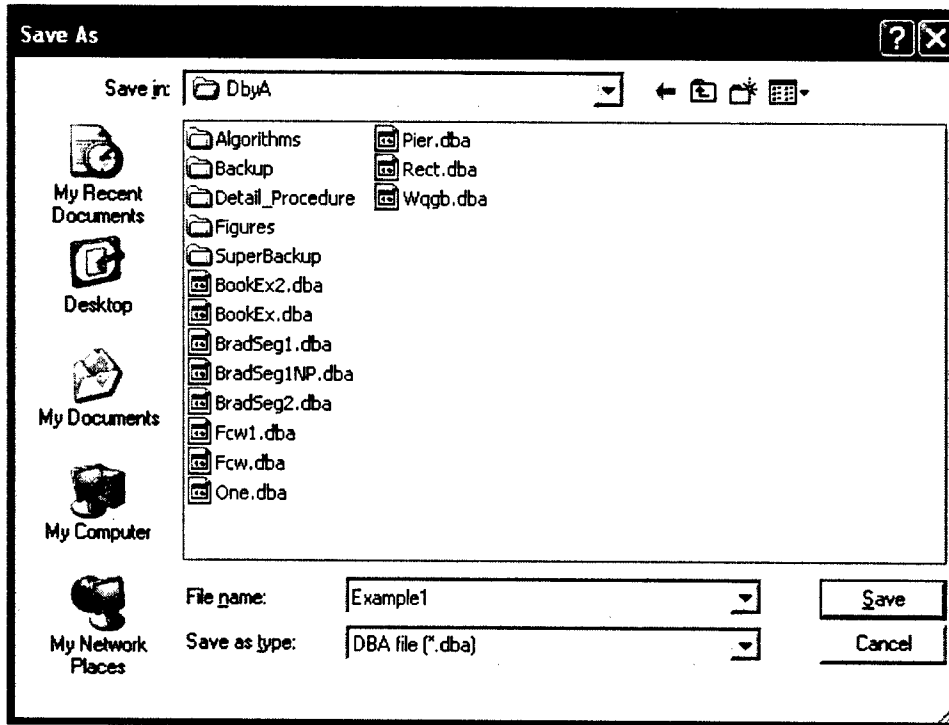 Save As
Save in: DbyA
My Recent Documents
Desktop
My Documents
My Computer
My Network Places
Algorithms
Backup
Detail_Procedure
Figures
SuperBackup
BookEx2.dba
BookEx.dba
BradSeg1.dba
BradSeg1NP.dba
BradSeg2.dba
Fcw1.dba
Fcw.dba
One.dba
Pier.dba
Rect.dba
Wqgb.dba
File name: Example1
Save
Save as type: DBA file (*.dba)
Cancel